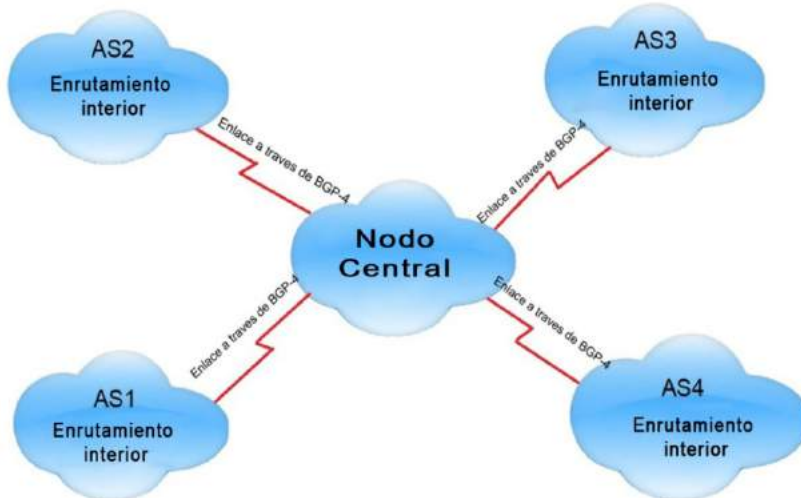 AS2
Enrutamiento
interior
AS3
Enrutamiento
interior
Enlace a traves de BGP-4
Enlace a traves de BGP-4
Nodo
Central
Enlace a traves de BGP-4
Enlace a traves de BGP-4
AS1
Enrutamiento
interior
AS4
Enrutamiento
interior